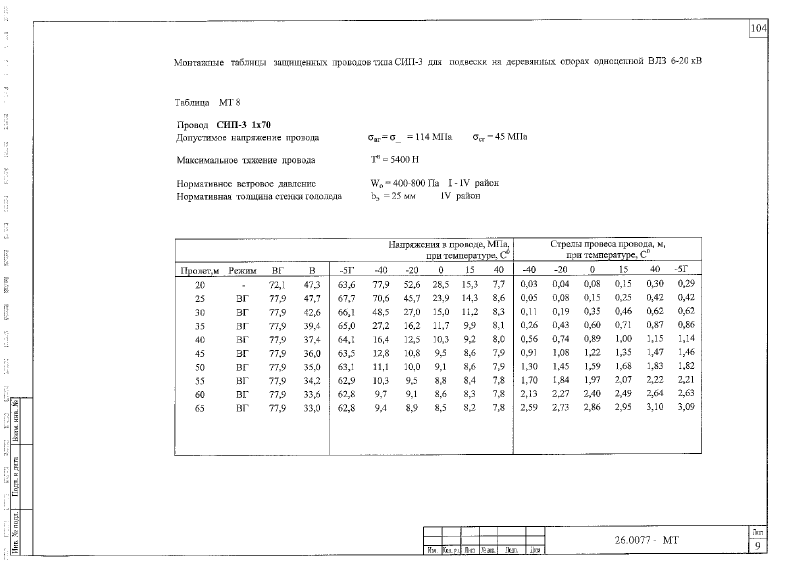 104
Монтажные таблицы защищенных проводов типа СИП-3 для подвески на деревянных опорах одноцепной ВЛЗ 6-20 кВ
Таблица МТ 8
Провод СИП-3 1х70
Допустимое напряжение провода σвг = σ_ = 114 МПа σсг = 45 МПа
Максимальное тяжение провода Тⁿ = 5400 Н
Нормативное ветровое давление W₀ = 400-800 Па I - IV район
Нормативная толщина стенки гололеда bэ = 25 мм IV район
Напряжения в проводе, МПа, при температуре, С⁰
Стрелы провеса провода, м, при температуре, С⁰
Пролет,м Режим ВГ В -5Г -40 -20 0 15 40 -40 -20 0 15 40 -5Г
20 - 72,1 47,3 63,6 77,9 52,6 28,5 15,3 7,7 0,03 0,04 0,08 0,15 0,30 0,29
25 ВГ 77,9 47,7 67,7 70,6 45,7 23,9 14,3 8,6 0,05 0,08 0,15 0,25 0,42 0,42
30 ВГ 77,9 42,6 66,1 48,5 27,0 15,0 11,2 8,3 0,11 0,19 0,35 0,46 0,62 0,62
35 ВГ 77,9 39,4 65,0 27,2 16,2 11,7 9,9 8,1 0,26 0,43 0,60 0,71 0,87 0,86
40 ВГ 77,9 37,4 64,1 16,4 12,5 10,3 9,2 8,0 0,56 0,74 0,89 1,00 1,15 1,14
45 ВГ 77,9 36,0 63,5 12,8 10,8 9,5 8,6 7,9 0,91 1,08 1,22 1,35 1,47 1,46
50 ВГ 77,9 35,0 63,1 11,1 10,0 9,1 8,6 7,9 1,30 1,45 1,59 1,68 1,83 1,82
55 ВГ 77,9 34,2 62,9 10,3 9,5 8,8 8,4 7,8 1,70 1,84 1,97 2,07 2,22 2,21
60 ВГ 77,9 33,6 62,8 9,7 9,1 8,6 8,3 7,8 2,13 2,27 2,40 2,49 2,64 2,63
65 ВГ 77,9 33,0 62,8 9,4 8,9 8,5 8,2 7,8 2,59 2,73 2,86 2,95 3,10 3,09
Взам. инв. №
Подп. и дата
Инв. № подл.
Изм. Кол. уч Лист № док. Подп. Дата
26.0077 - МТ
Лист
9